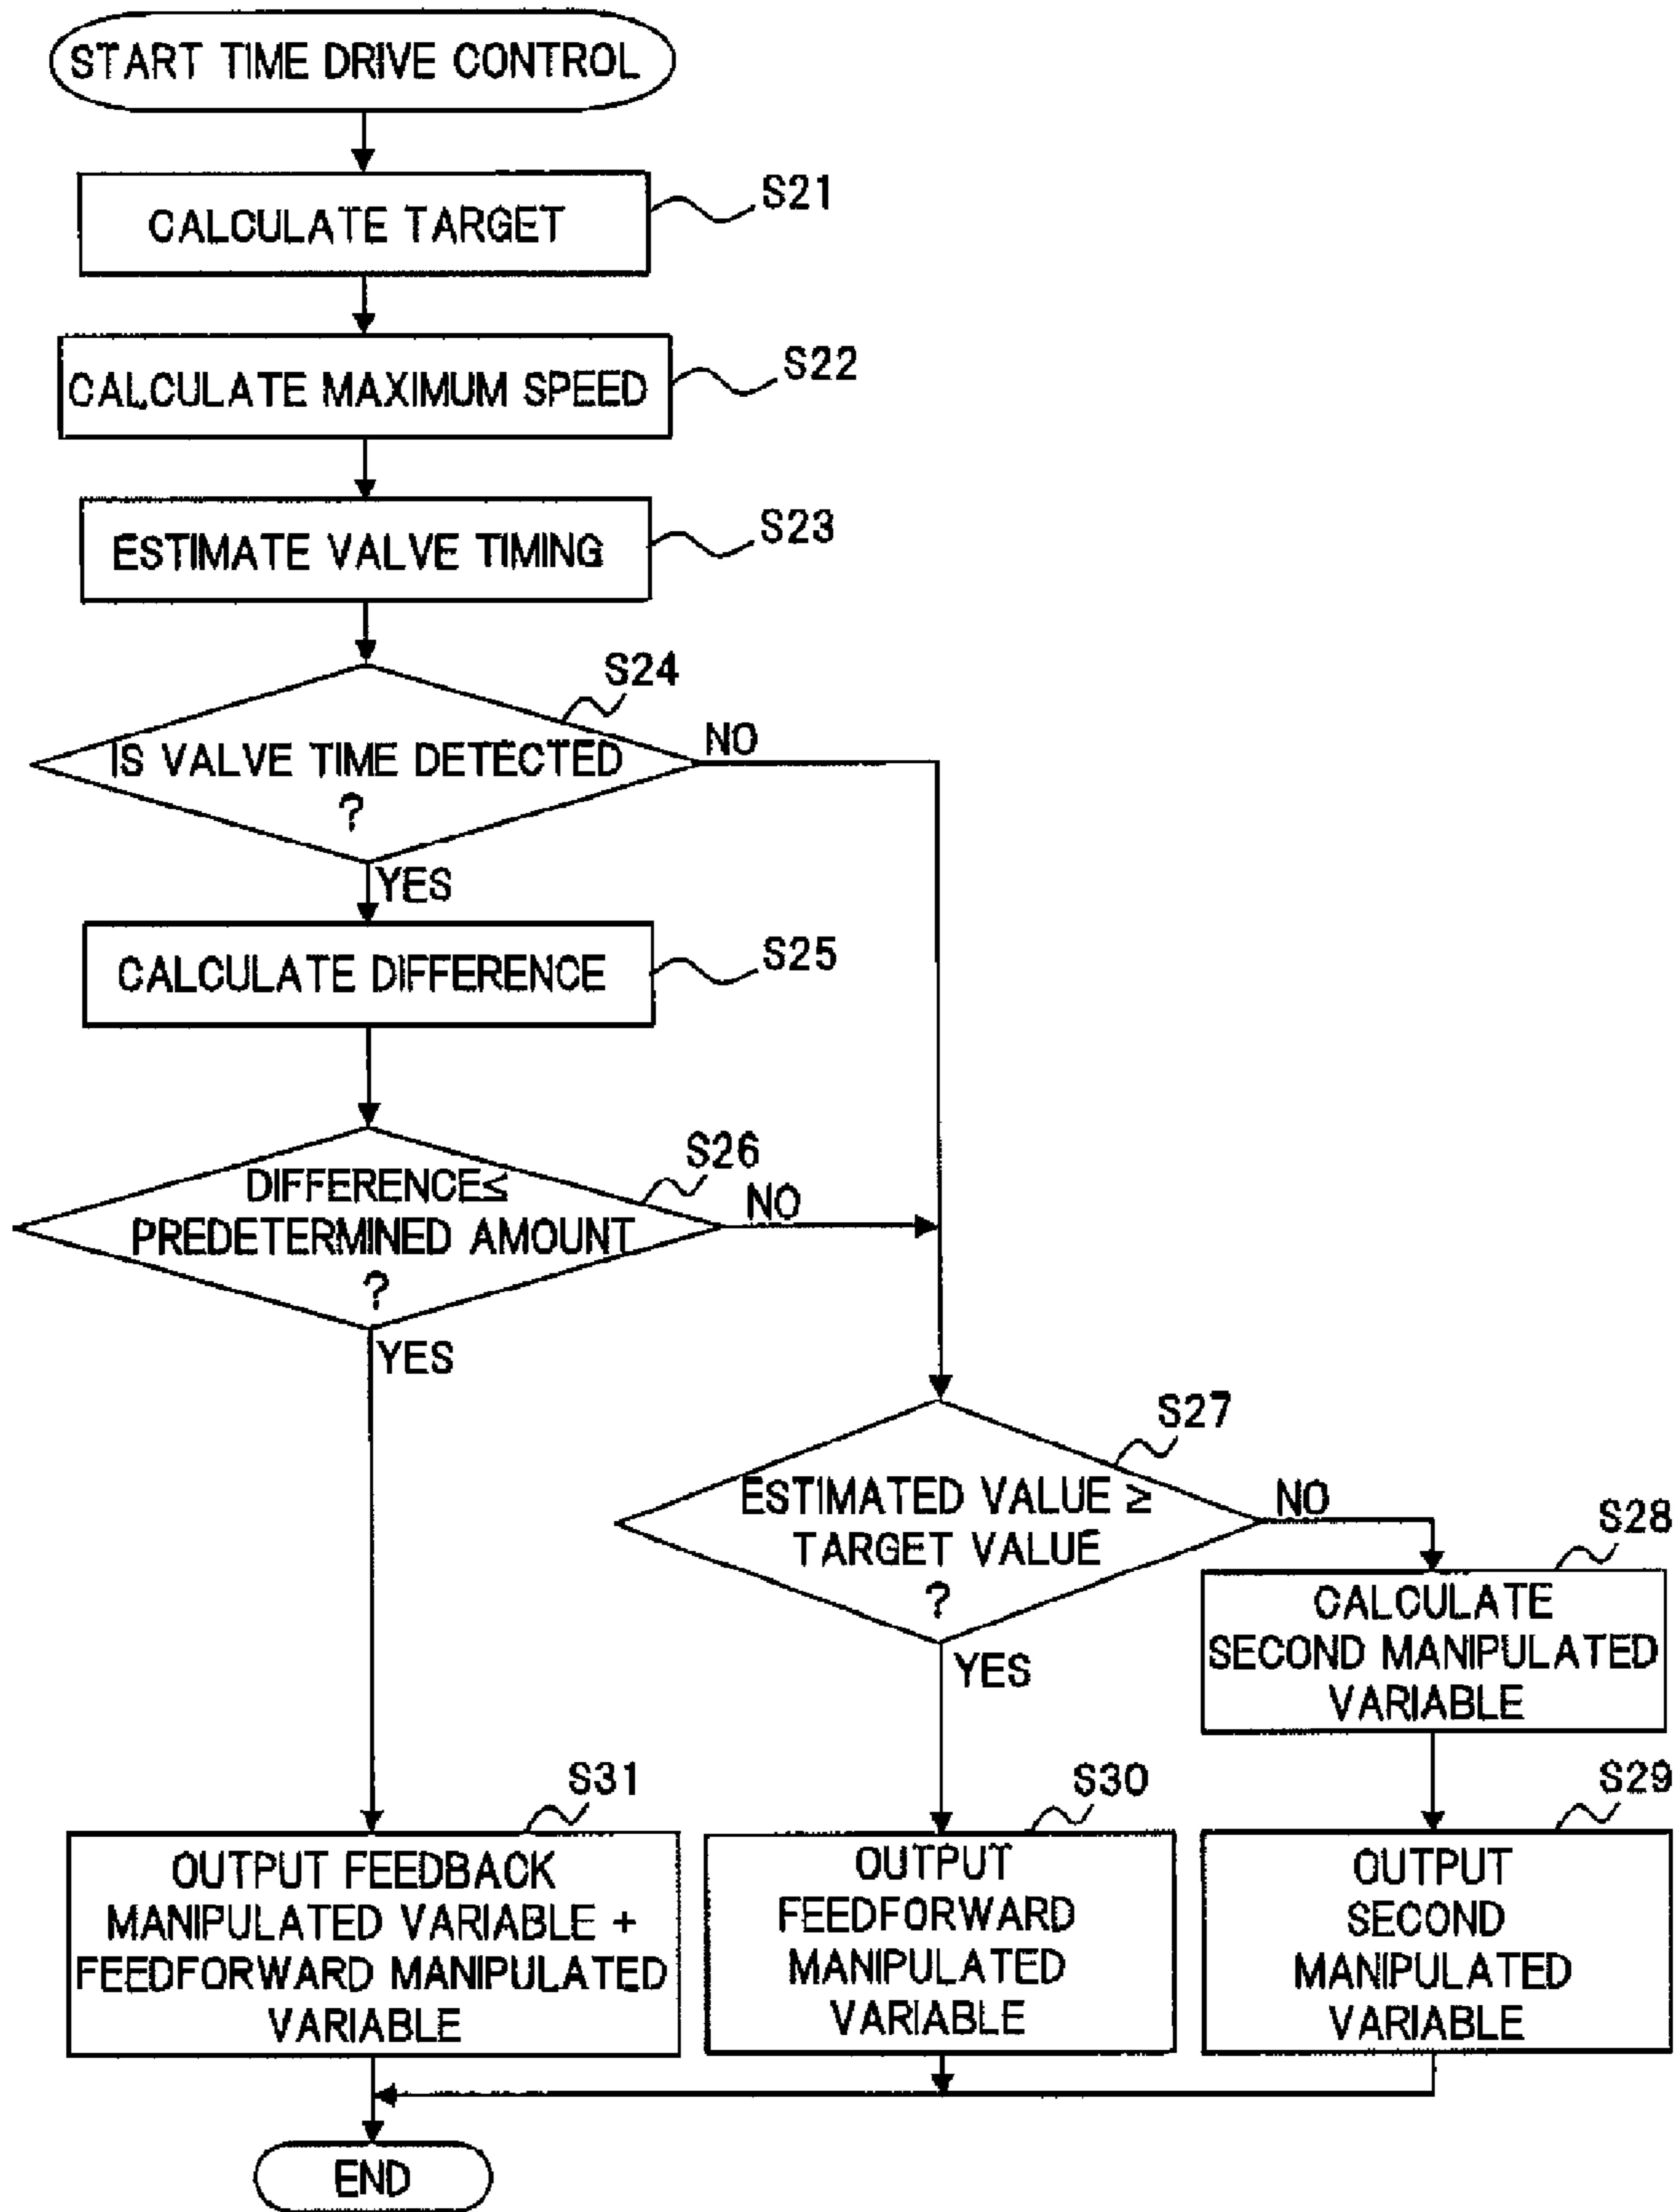 START TIME DRIVE CONTROL
S21
CALCULATE TARGET
S22
CALCULATE MAXIMUM SPEED
S23
ESTIMATE VALVE TIMING
S24
IS VALVE TIME DETECTED
?
NO
YES
S25
CALCULATE DIFFERENCE
S26
DIFFERENCE≤
PREDETERMINED AMOUNT
?
NO
YES
S27
ESTIMATED VALUE ≥
TARGET VALUE
?
NO
YES
S28
CALCULATE
SECOND MANIPULATED
VARIABLE
S31
OUTPUT FEEDBACK
MANIPULATED VARIABLE +
FEEDFORWARD MANIPULATED
VARIABLE
S30
OUTPUT
FEEDFORWARD
MANIPULATED
VARIABLE
S29
OUTPUT
SECOND
MANIPULATED
VARIABLE
END